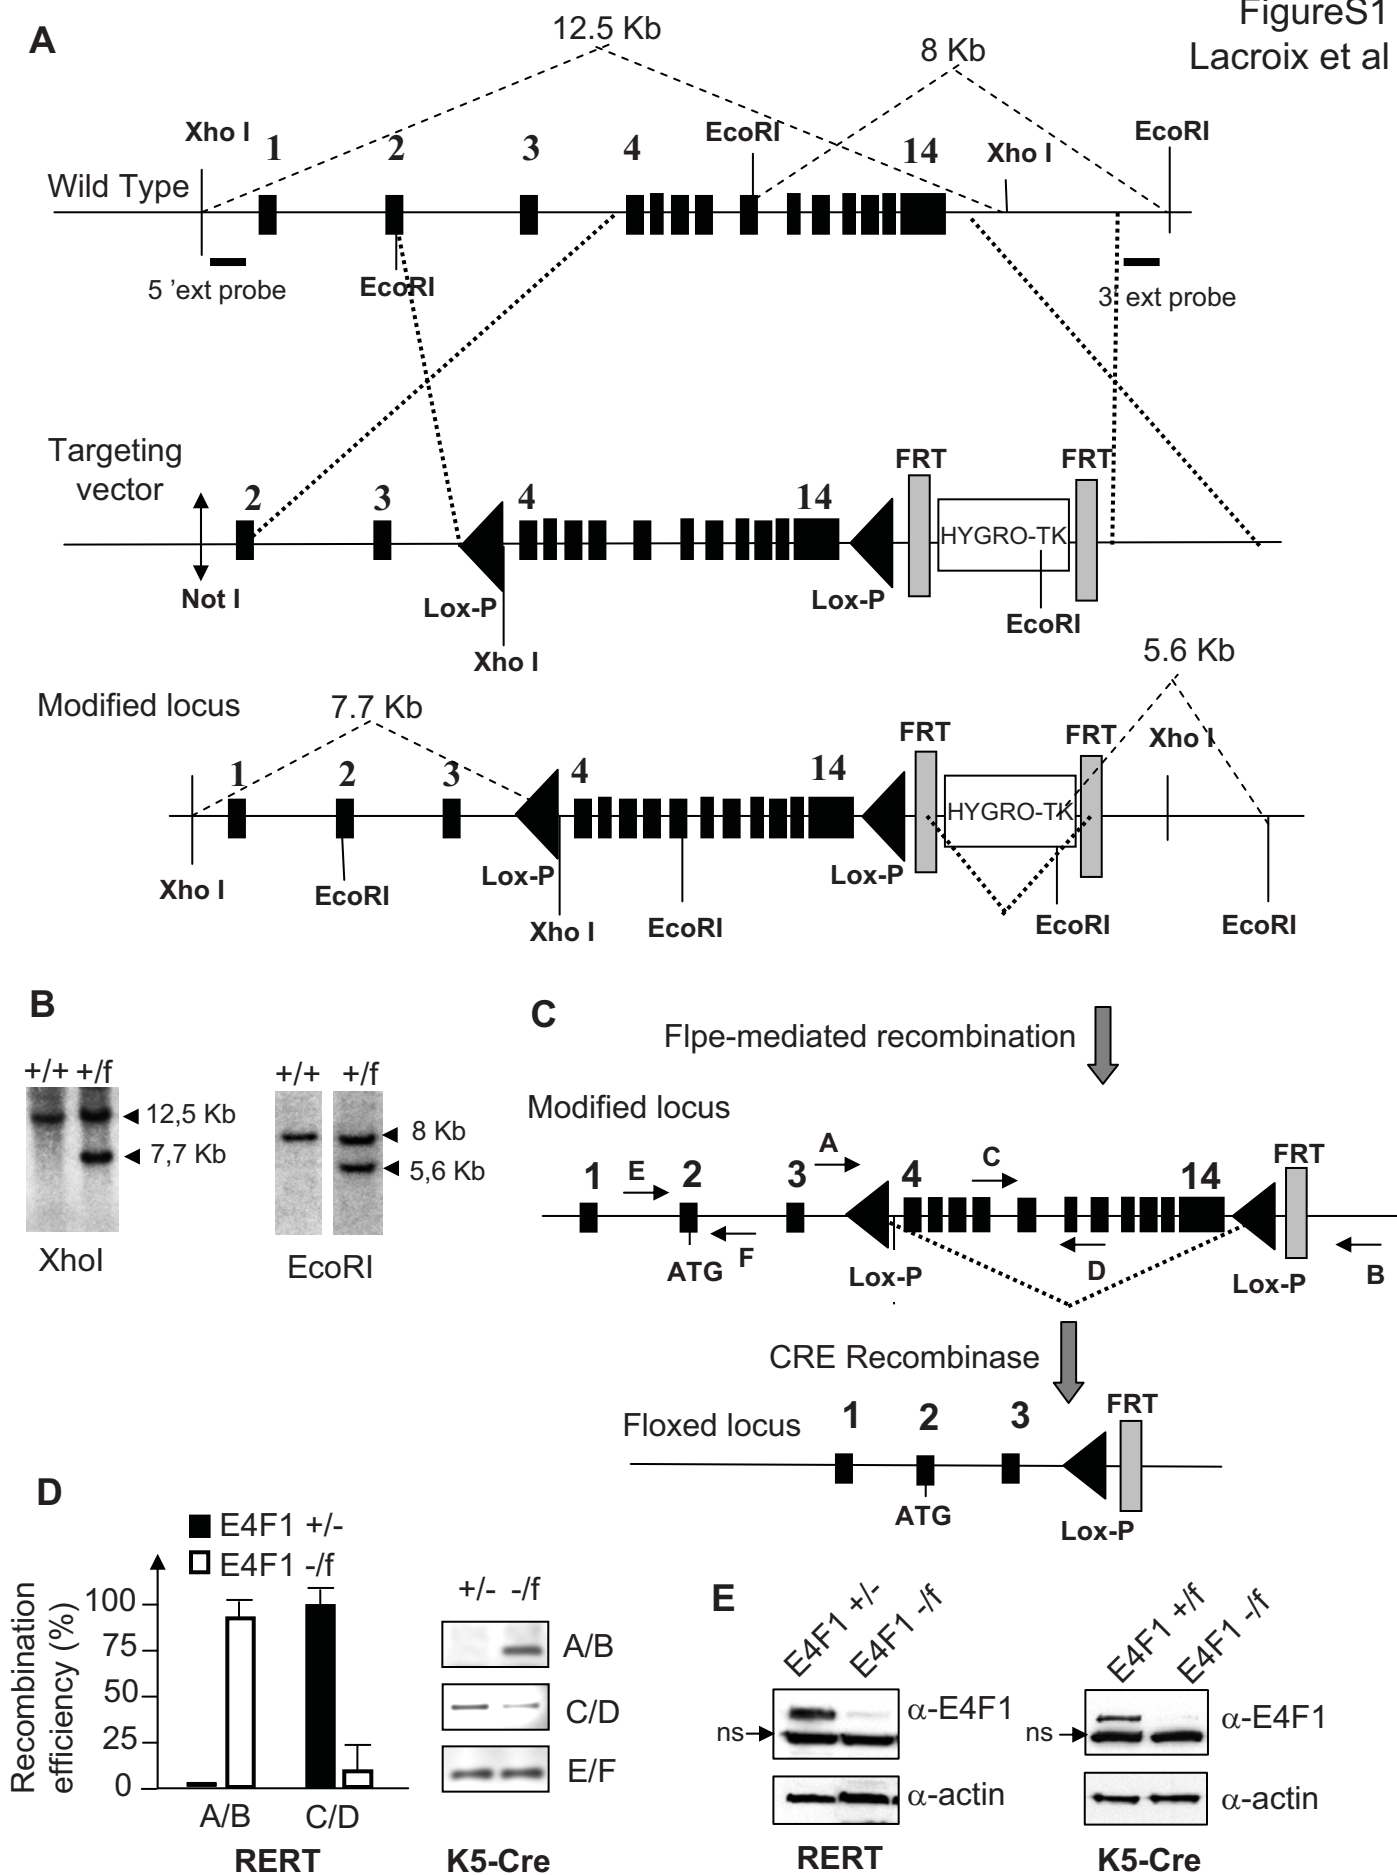 FigureS1
Lacroix et al
A
12.5 Kb
8 Kb
Xho I
1
2
3
4
EcoRI
14
Xho I
EcoRI
Wild Type
5 'ext probe
EcoRI
3' ext probe
Targeting
vector
2
3
4
14
FRT
FRT
HYGRO-TK
Not I
Lox-P
Lox-P
EcoRI
Xho I
5.6 Kb
Modified locus
7.7 Kb
FRT
FRT
Xho I
1
2
3
4
14
HYGRO-TK
Xho I
EcoRI
Lox-P
Lox-P
Xho I
EcoRI
EcoRI
EcoRI
B
+/+ +/f
12,5 Kb
7,7 Kb
XhoI
+/+ +/f
8 Kb
5,6 Kb
EcoRI
C
Flpe-mediated recombination
Modified locus
1
E
2
3
A
4
C
14
FRT
ATG
F
Lox-P
D
Lox-P
B
CRE Recombinase
Floxed locus
1
2
3
FRT
ATG
Lox-P
D
E4F1 +/-
E4F1 -/f
Recombination
efficiency (%)
100
75
50
25
0
A/B
C/D
RERT
+/- -/f
A/B
C/D
E/F
K5-Cre
E
E4F1 +/-
E4F1 -/f
ns
α-E4F1
α-actin
RERT
E4F1 +/f
E4F1 -/f
ns
α-E4F1
α-actin
K5-Cre